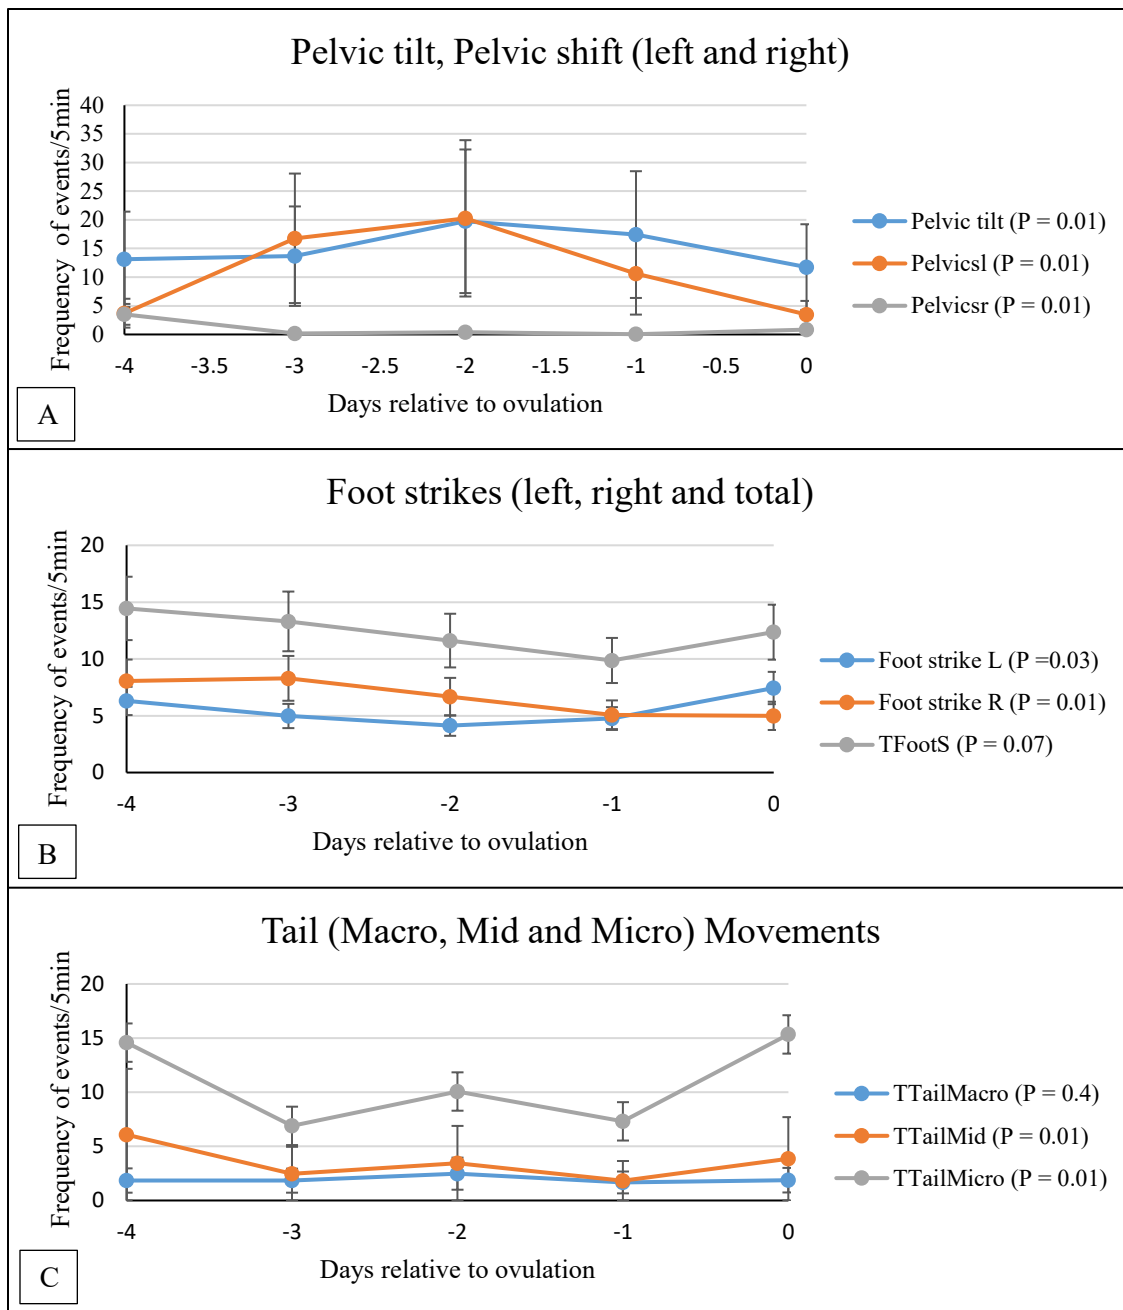 Pelvic tilt, Pelvic shift (left and right)
Frequency of events/5min
40
35
30
25
20
15
10
5
0
-4 -3.5 -3 -2.5 -2 -1.5 -1 -0.5 0
Days relative to ovulation
Pelvic tilt (P = 0.01)
Pelvicsl (P = 0.01)
Pelvicsr (P = 0.01)
A
Foot strikes (left, right and total)
Frequency of events/5min
20
15
10
5
0
-4 -3 -2 -1 0
Days relative to ovulation
Foot strike L (P =0.03)
Foot strike R (P = 0.01)
TFootS (P = 0.07)
B
Tail (Macro, Mid and Micro) Movements
Frequency of events/5min
20
15
10
5
0
-4 -3 -2 -1 0
Days relative to ovulation
TTailMacro (P = 0.4)
TTailMid (P = 0.01)
TTailMicro (P = 0.01)
C